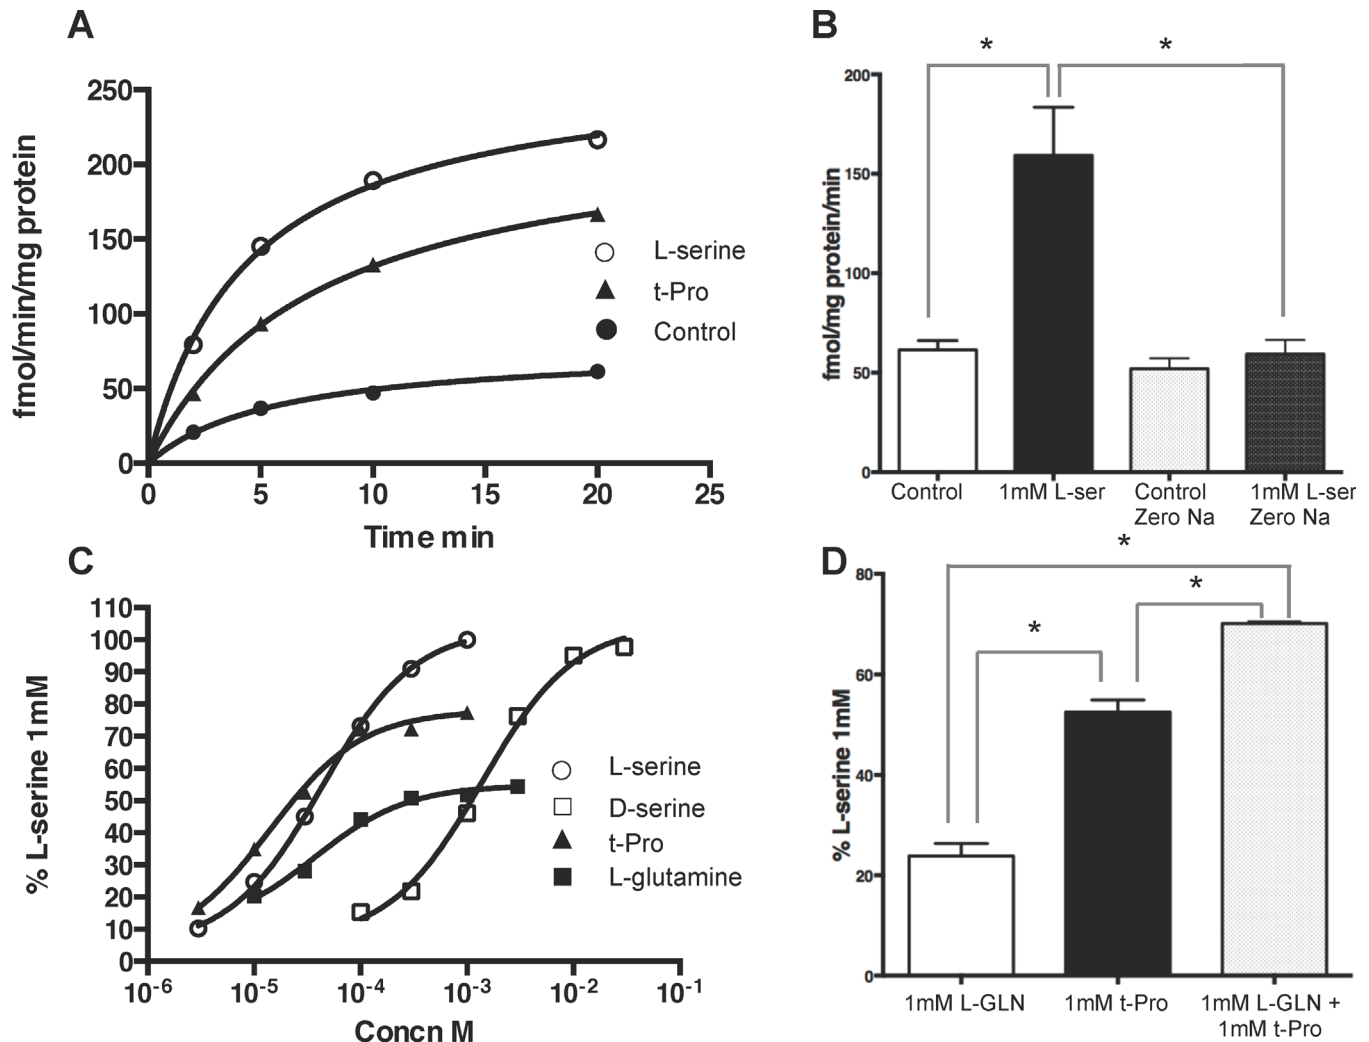 A
fmol/min/mg protein
250
200
150
100
50
0
0 5 10 15 20 25
Time min
L-serine
t-Pro
Control
B
* *
fmol/mg protein/min
200
150
100
50
0
Control 1mM L-ser Control 1mM L-ser
Zero Na Zero Na
C
% L-serine 1mM
110
100
90
80
70
60
50
40
30
20
10
0
10-6 10-5 10-4 10-3 10-2 10-1
Concn M
L-serine
D-serine
t-Pro
L-glutamine
D
*
*
*
% L-serine 1mM
80
60
40
20
0
1mM L-GLN 1mM t-Pro 1mM L-GLN +
1mM t-Pro